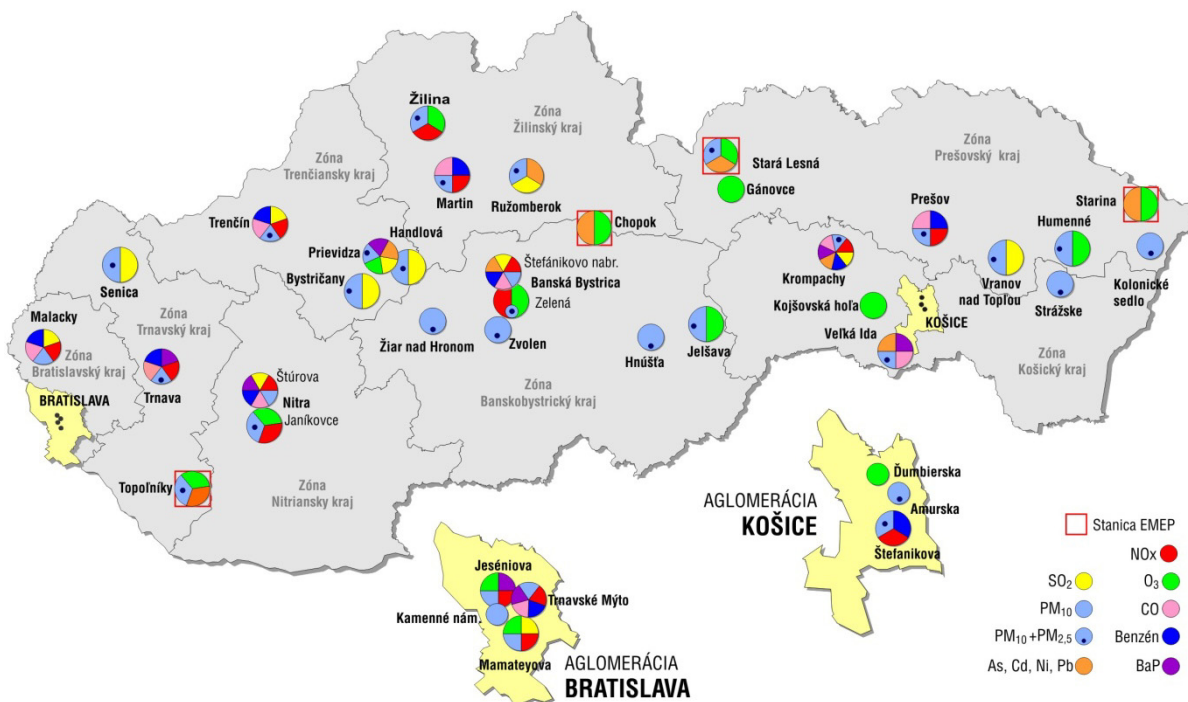 Žilina
Zóna
Žilinský kraj
Zóna
Trenčiansky kraj
Martin
Ružomberok
Stará Lesná
Gánovce
Zóna
Prešovský kraj
Starina
Trenčín
Handlová
Prievidza
Bystričany
Chopok
Prešov
Humenné
Senica
Štefánikovo nabr.
Banská Bystrica
Zelená
Krompachy
Vranov
nad Topľou
Strážske
Kolonické
sedlo
Kojšovská hoľa
KOŠICE
Malacky
Zóna
Trnavský kraj
Zóna
Bratislavský kraj
Žiar nad Hronom
Zvolen
Hnúšťa
Jelšava
Veľká Ida
Zóna
Košický kraj
BRATISLAVA
Trnava
Štúrova
Nitra
Janíkovce
Zóna
Banskobystrický kraj
Topoľníky
Zóna
Nitriansky kraj
Ďumbierska
AGLOMERÁCIA
KOŠICE
Amurska
Štefanikova
Jeséniova
Trnavské Mýto
Kamenné nám.
Mamateyova
AGLOMERÁCIA
BRATISLAVA
Stanica EMEP
NOx
SO2
O3
PM10
CO
PM10+PM2,5
Benzén
As, Cd, Ni, Pb
BaP